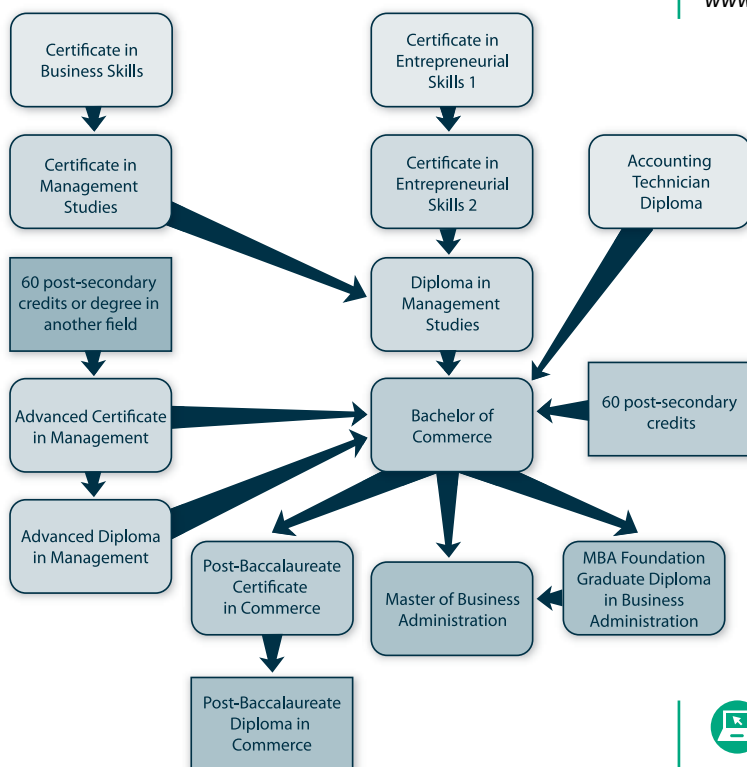 www.
Certificate in
Business Skills
Certificate in
Entrepreneurial
Skills 1
Certificate in
Management
Studies
Certificate in
Entrepreneurial
Skills 2
Accounting
Technician
Diploma
60 post-secondary
credits or degree in
another field
Diploma in
Management
Studies
Advanced Certificate
in Management
Bachelor of
Commerce
60 post-secondary
credits
Advanced Diploma
in Management
Post-Baccalaureate
Certificate
in Commerce
Master of Business
Administration
MBA Foundation
Graduate Diploma
in Business
Administration
Post-Baccalaureate
Diploma in
Commerce